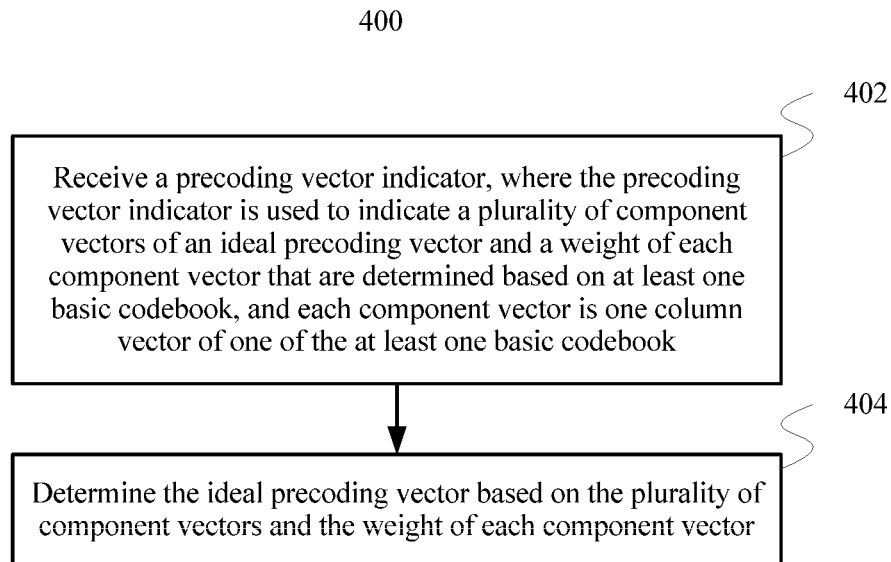 400
402
Receive a precoding vector indicator, where the precoding
vector indicator is used to indicate a plurality of component
vectors of an ideal precoding vector and a weight of each
component vector that are determined based on at least one
basic codebook, and each component vector is one column
vector of one of the at least one basic codebook
404
Determine the ideal precoding vector based on the plurality of
component vectors and the weight of each component vector